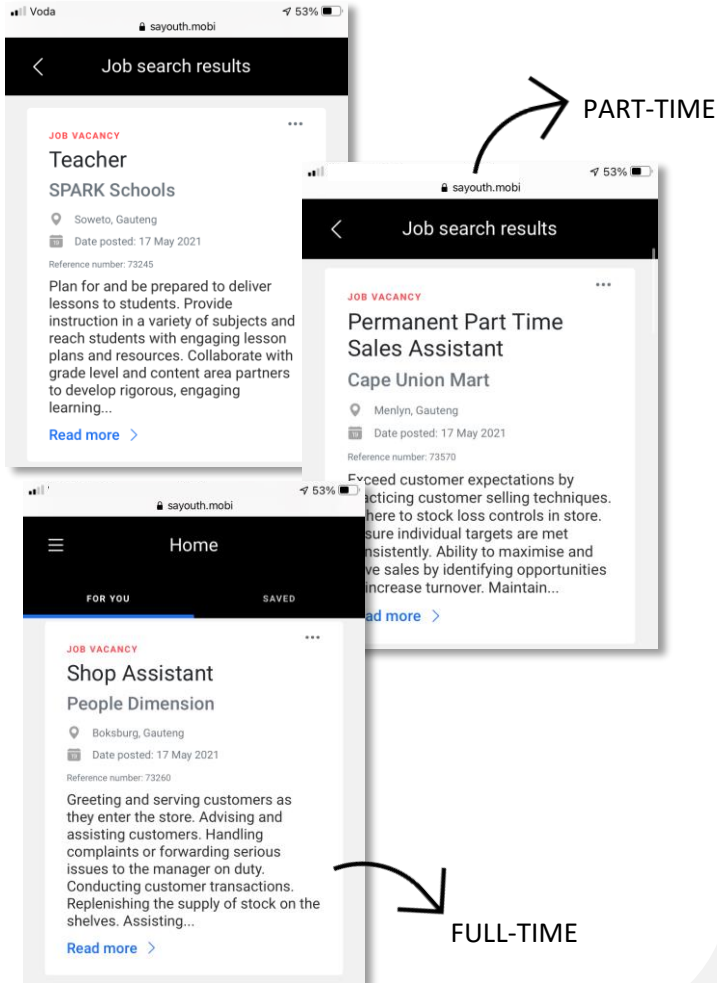 Voda
53%
sayouth.mobi
Job search results
JOB VACANCY
Teacher
SPARK Schools
Soweto, Gauteng
19
Date posted: 17 May 2021
Reference number: 73245
Plan for and be prepared to deliver
lessons to students. Provide
instruction in a variety of subjects and
reach students with engaging lesson
plans and resources. Collaborate with
grade level and content area partners
to develop rigorous, engaging
learning...
Read more
PART-TIME
53%
sayouth.mobi
Job search results
JOB VACANCY
Permanent Part Time
Sales Assistant
Cape Union Mart
Menlyn, Gauteng
19
Date posted: 17 May 2021
Reference number: 73570
Exceed customer expectations by
acticing customer selling techniques.
here to stock loss controls in store.
sure individual targets are met
nsistently. Ability to maximise and
ve sales by identifying opportunities
increase turnover. Maintain...
ad more
53%
sayouth.mobi
Home
FOR YOU
SAVED
JOB VACANCY
Shop Assistant
People Dimension
Boksburg, Gauteng
19
Date posted: 17 May 2021
Reference number: 73260
Greeting and serving customers as
they enter the store. Advising and
assisting customers. Handling
complaints or forwarding serious
issues to the manager on duty.
Conducting customer transactions.
Replenishing the supply of stock on the
shelves. Assisting...
Read more
FULL-TIME